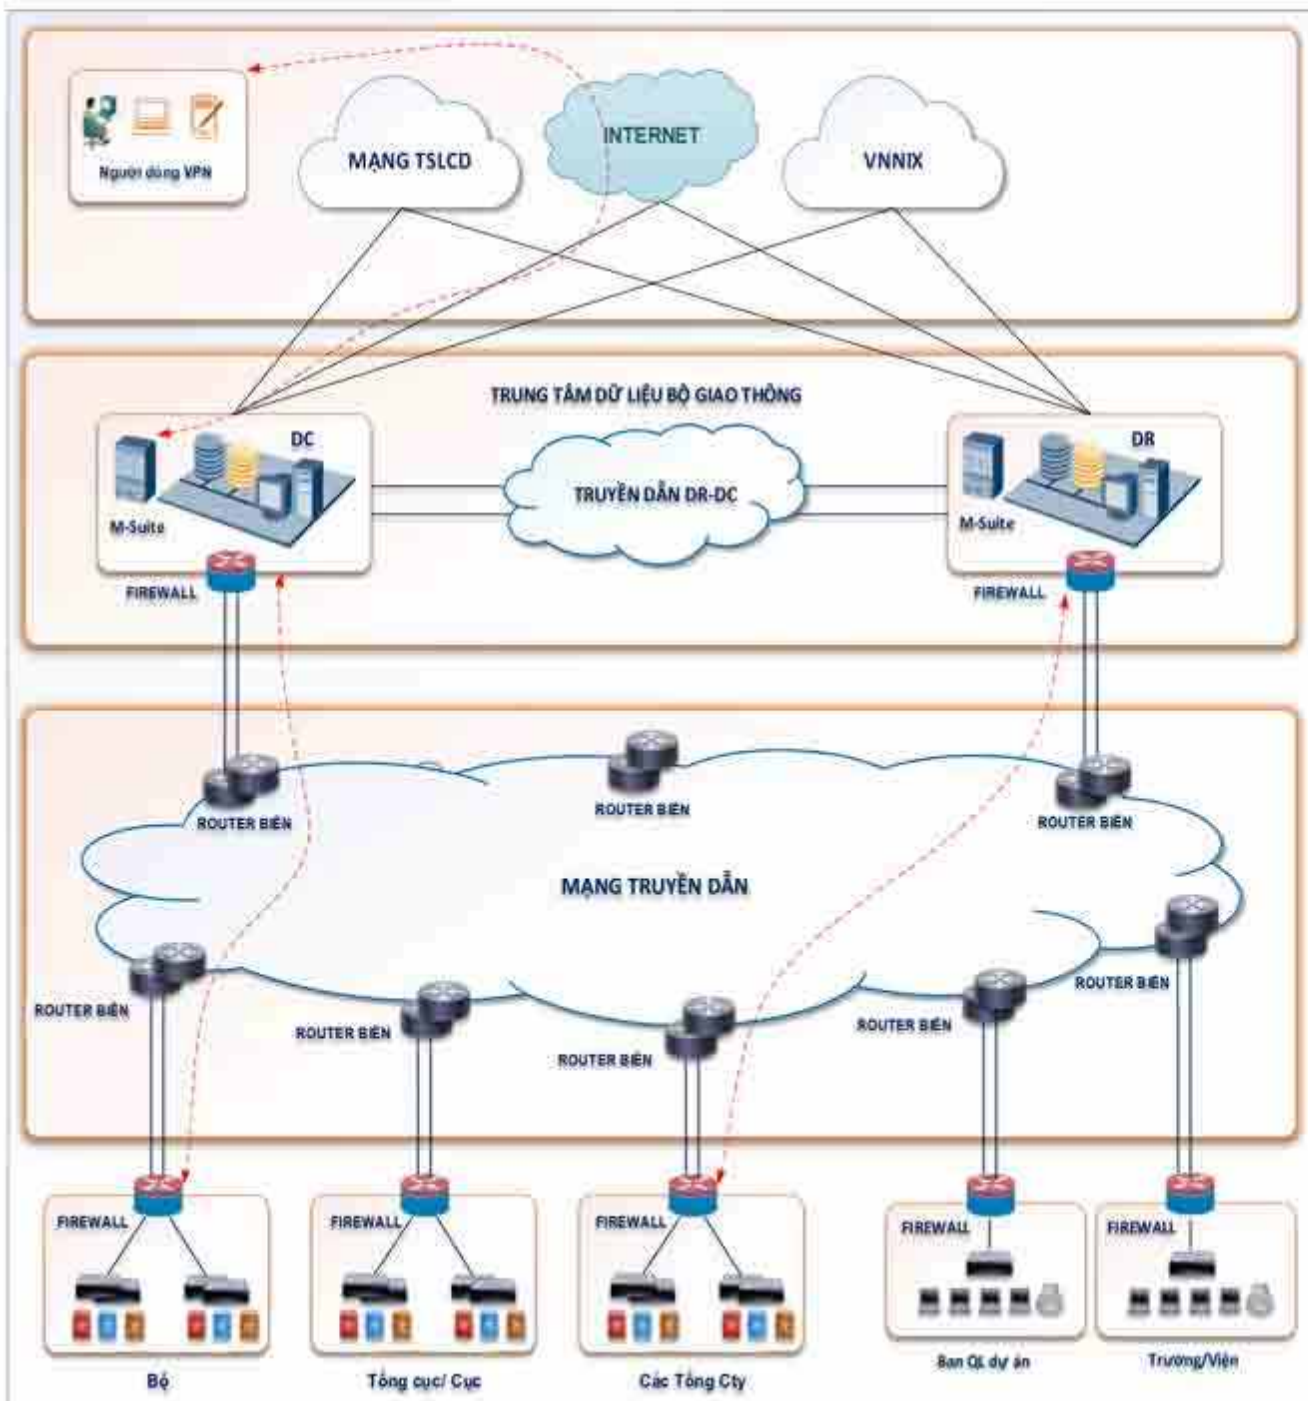 Người dùng VPN
MẠNG TSLCD
INTERNET
VNNIX
TRUNG TÂM DỮ LIỆU BỘ GIAO THÔNG
DC
M-Suite
FIREWALL
TRUYỀN DẪN DR-DC
DR
M-Suite
FIREWALL
ROUTER BIÊN
ROUTER BIÊN
ROUTER BIÊN
MẠNG TRUYỀN DẪN
ROUTER BIÊN
ROUTER BIÊN
ROUTER BIÊN
ROUTER BIÊN
ROUTER BIÊN
FIREWALL
FIREWALL
FIREWALL
FIREWALL
FIREWALL
Bộ
Tổng cục/ Cục
Các Tổng Cty
Ban QL dự án
Trường/Viện